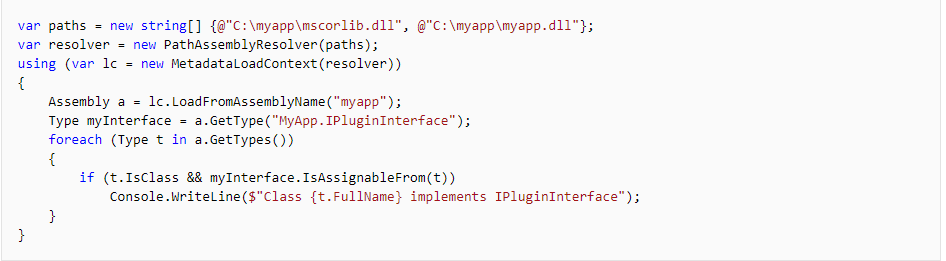 var paths = new string[] {@"C:\myapp\mscorlib.dll", @"C:\myapp\myapp.dll"};
var resolver = new PathAssemblyResolver(paths);
using (var lc = new MetadataLoadContext(resolver))
{
    Assembly a = lc.LoadFromAssemblyName("myapp");
    Type myInterface = a.GetType("MyApp.IPluginInterface");
    foreach (Type t in a.GetTypes())
    {
        if (t.IsClass && myInterface.IsAssignableFrom(t))
            Console.WriteLine($"Class {t.FullName} implements IPluginInterface");
    }
}